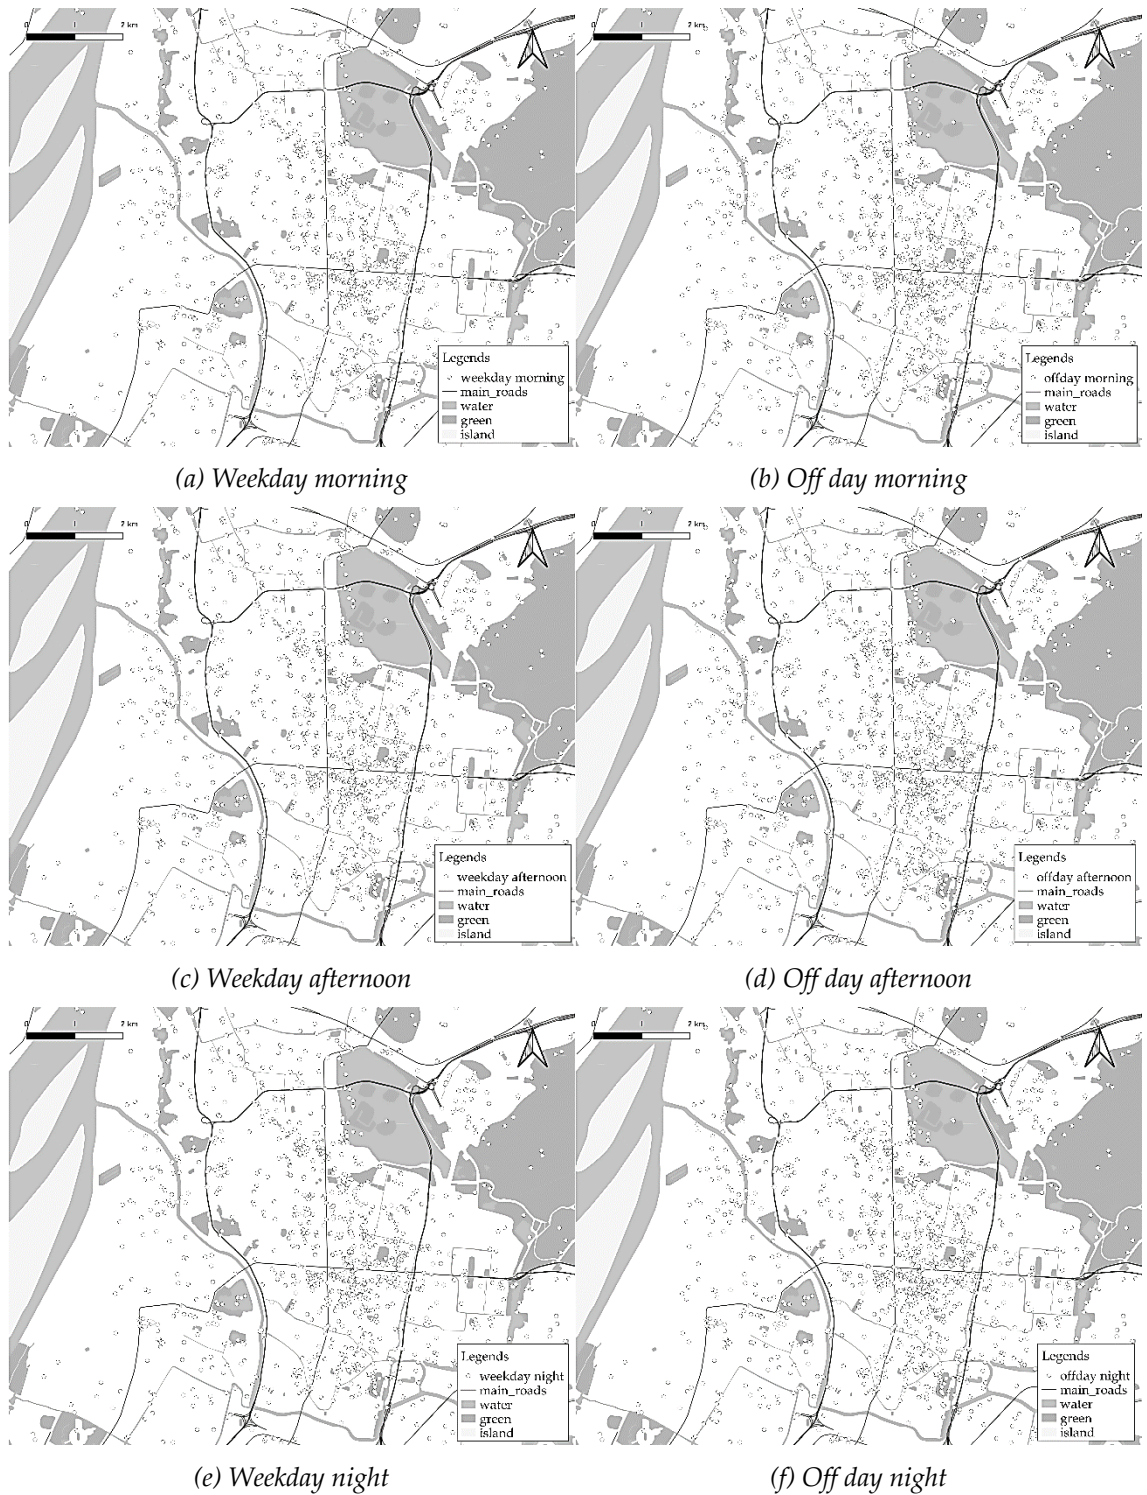 0 1 2 km
0 1 2 km
Legends
weekday morning
main_roads
water
green
island
Legends
offday morning
main_roads
water
green
island
(a) Weekday morning
(b) Off day morning
0 1 2 km
0 1 2 km
Legends
weekday afternoon
main_roads
water
green
island
Legends
offday afternoon
main_roads
water
green
island
(c) Weekday afternoon
(d) Off day afternoon
0 1 2 km
0 1 2 km
Legends
weekday night
main_roads
water
green
island
Legends
offday night
main_roads
water
green
island
(e) Weekday night
(f) Off day night